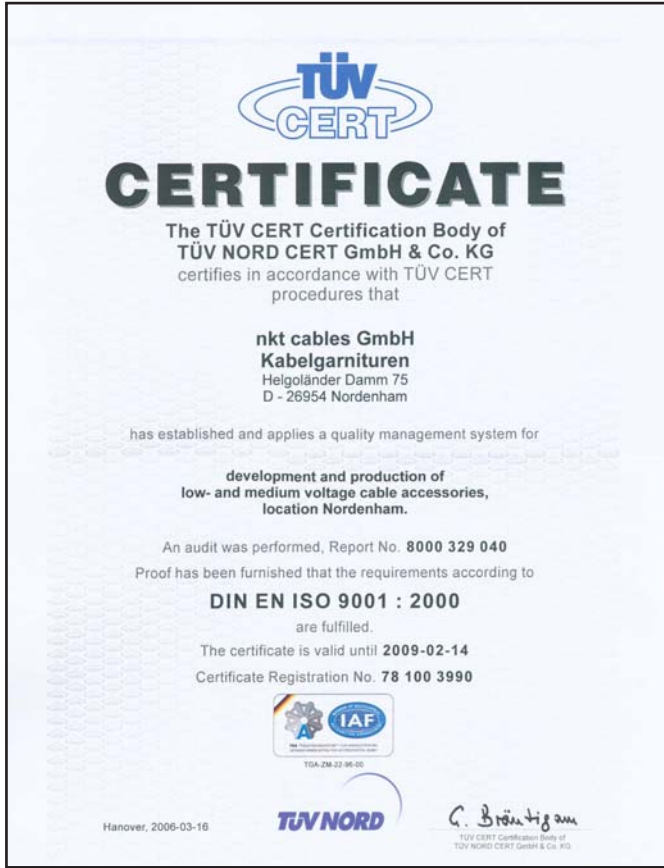 TÜV
CERT
CERTIFICATE
The TÜV CERT Certification Body of
TÜV NORD CERT GmbH & Co. KG
certifies in accordance with TÜV CERT
procedures that
nkt cables GmbH
Kabelgarnituren
Helgoländer Damm 75
D - 26954 Nordenham
has established and applies a quality management system for
development and production of
low- and medium voltage cable accessories,
location Nordenham.
An audit was performed, Report No. 8000 329 040
Proof has been furnished that the requirements according to
DIN EN ISO 9001 : 2000
are fulfilled.
The certificate is valid until 2009-02-14
Certificate Registration No. 78 100 3990
A
IAF
TGA-ZM-22-96-00
Hanover, 2006-03-16
TÜV NORD
G. Bräutigam
TÜV CERT Certification Body of
TÜV NORD CERT GmbH & Co. KG